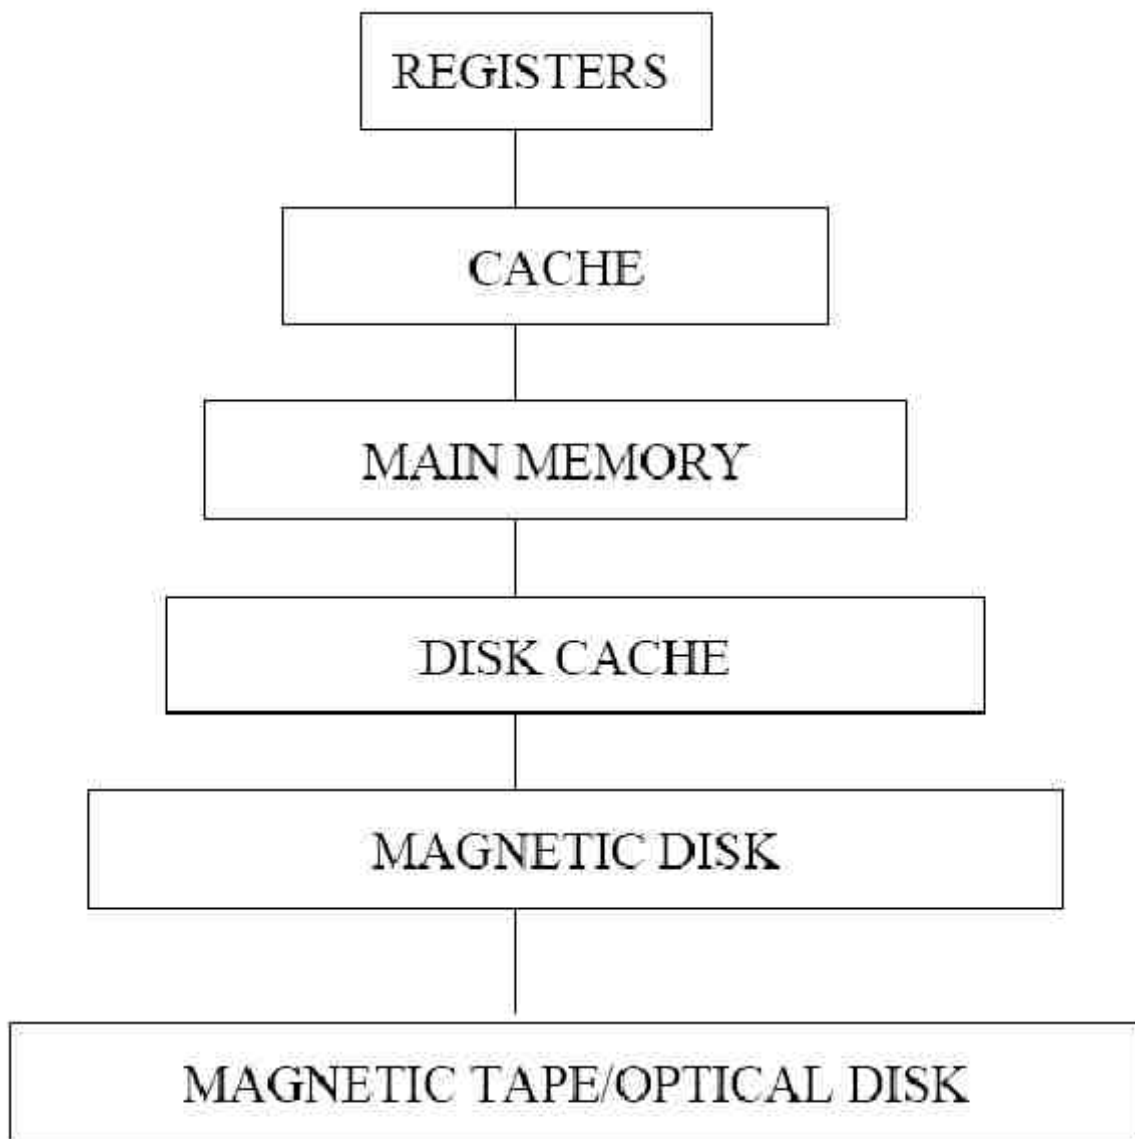 REGISTERS
CACHE
MAIN MEMORY
DISK CACHE
MAGNETIC DISK
MAGNETIC TAPE/OPTICAL DISK